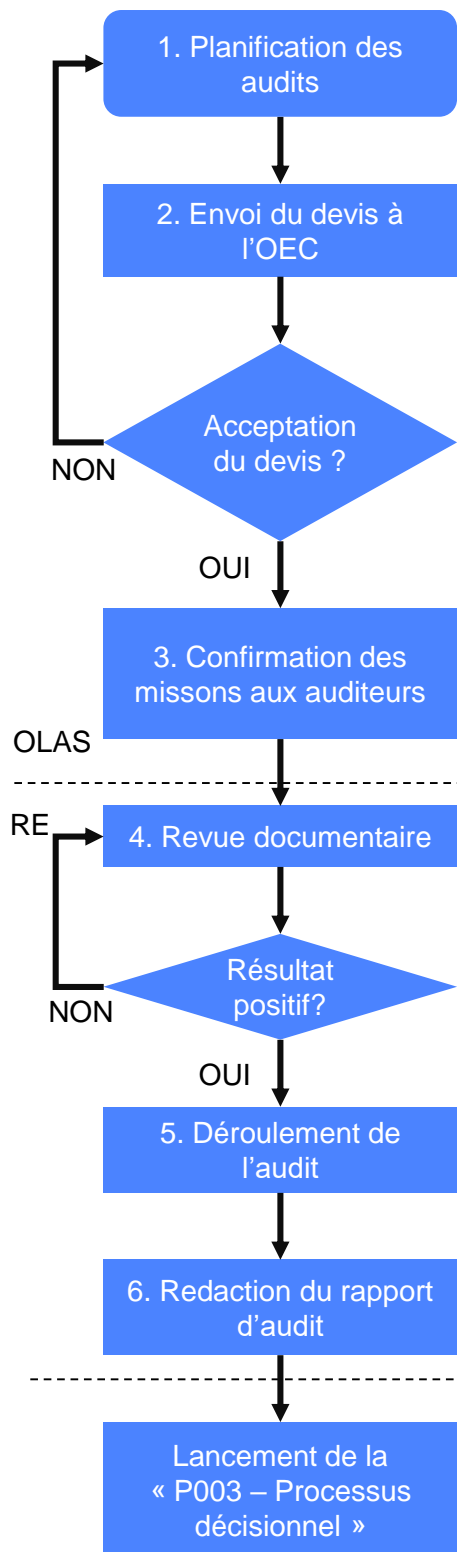 1. Planification des
audits
2. Envoi du devis à
l’OEC
Acceptation
du devis ?
NON
OUI
3. Confirmation des
missons aux auditeurs
OLAS
RE
4. Revue documentaire
Résultat
positif?
NON
OUI
5. Déroulement de
l’audit
6. Redaction du rapport
d’audit
Lancement de la
« P003 – Processus
décisionnel »